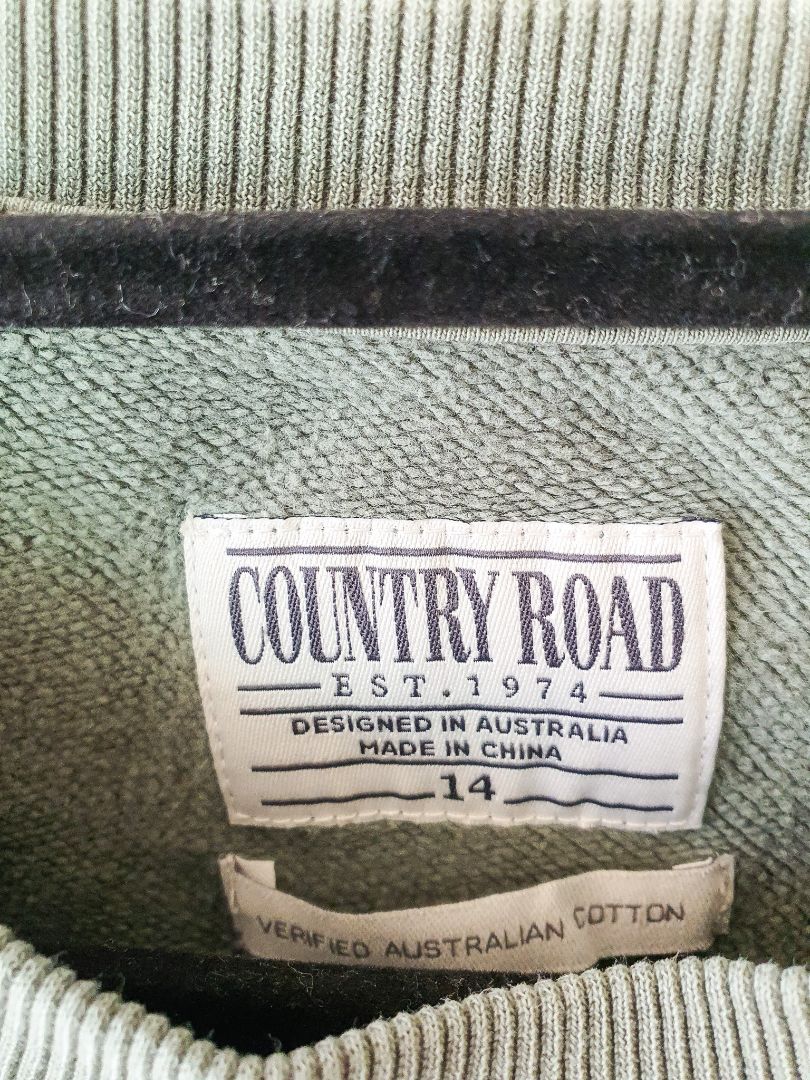 COUNTRY ROAD
EST. 1974
DESIGNED IN AUSTRALIA
MADE IN CHINA
14
VERIFIED AUSTRALIAN COTTON